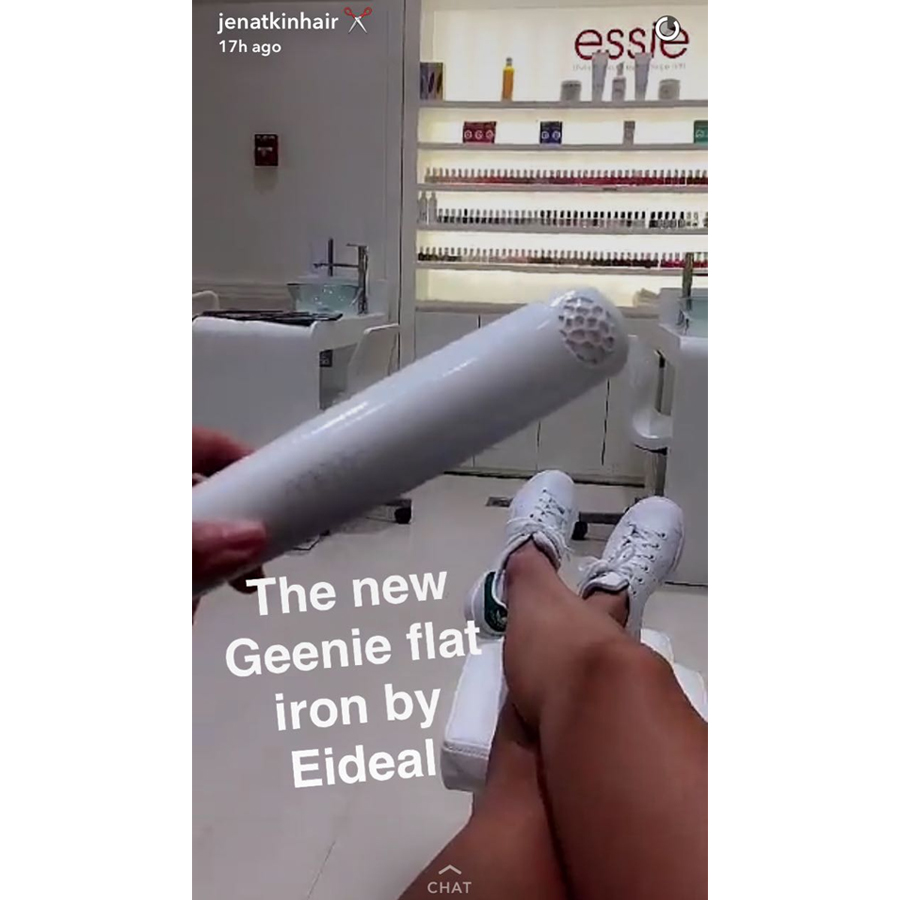 jenatkinhair
17h ago
essie
The new
Geenie flat
iron by
Eideal
CHAT